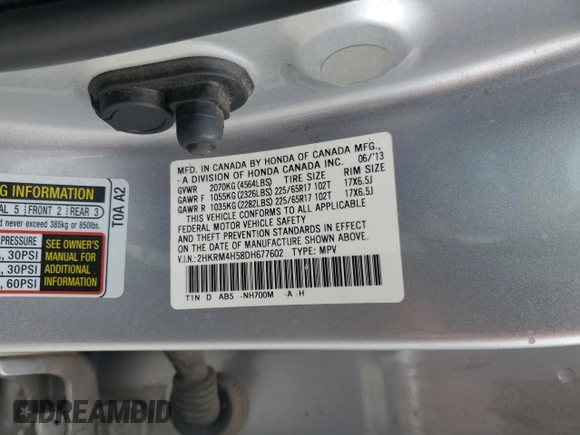 MFD. IN CANADA BY HONDA OF CANADA MFG.,
A DIVISION OF HONDA CANADA INC. 06/'13
GVWR 2070KG(4564LBS) TIRE SIZE RIM SIZE
GAWR F 1055KG(2326LBS) 225/65R17 102T 17X6.5J
GAWR R 1035KG(2282LBS) 225/65R17 102T 17X6.5J
THIS VEHICLE CONFORMS TO ALL APPLICABLE
FEDERAL MOTOR VEHICLE SAFETY
AND THEFT PREVENTION STANDARDS IN EFFECT
ON THE DATE OF MANUFACTURE SHOWN ABOVE.
V.I.N.: 2HKRM4H58DH677602 TYPE: MPV
T1N D AB5 -NH700M -A -H
INFORMATION
5 FRONT 2 REAR 3
never exceed 385kg or 850lbs.
TOA A2
PRESSURE
30PSI
30PSI
60PSI
SEE OWNER'S
MANUAL FOR
ADDITIONAL
INFORMATION
DREAMBID